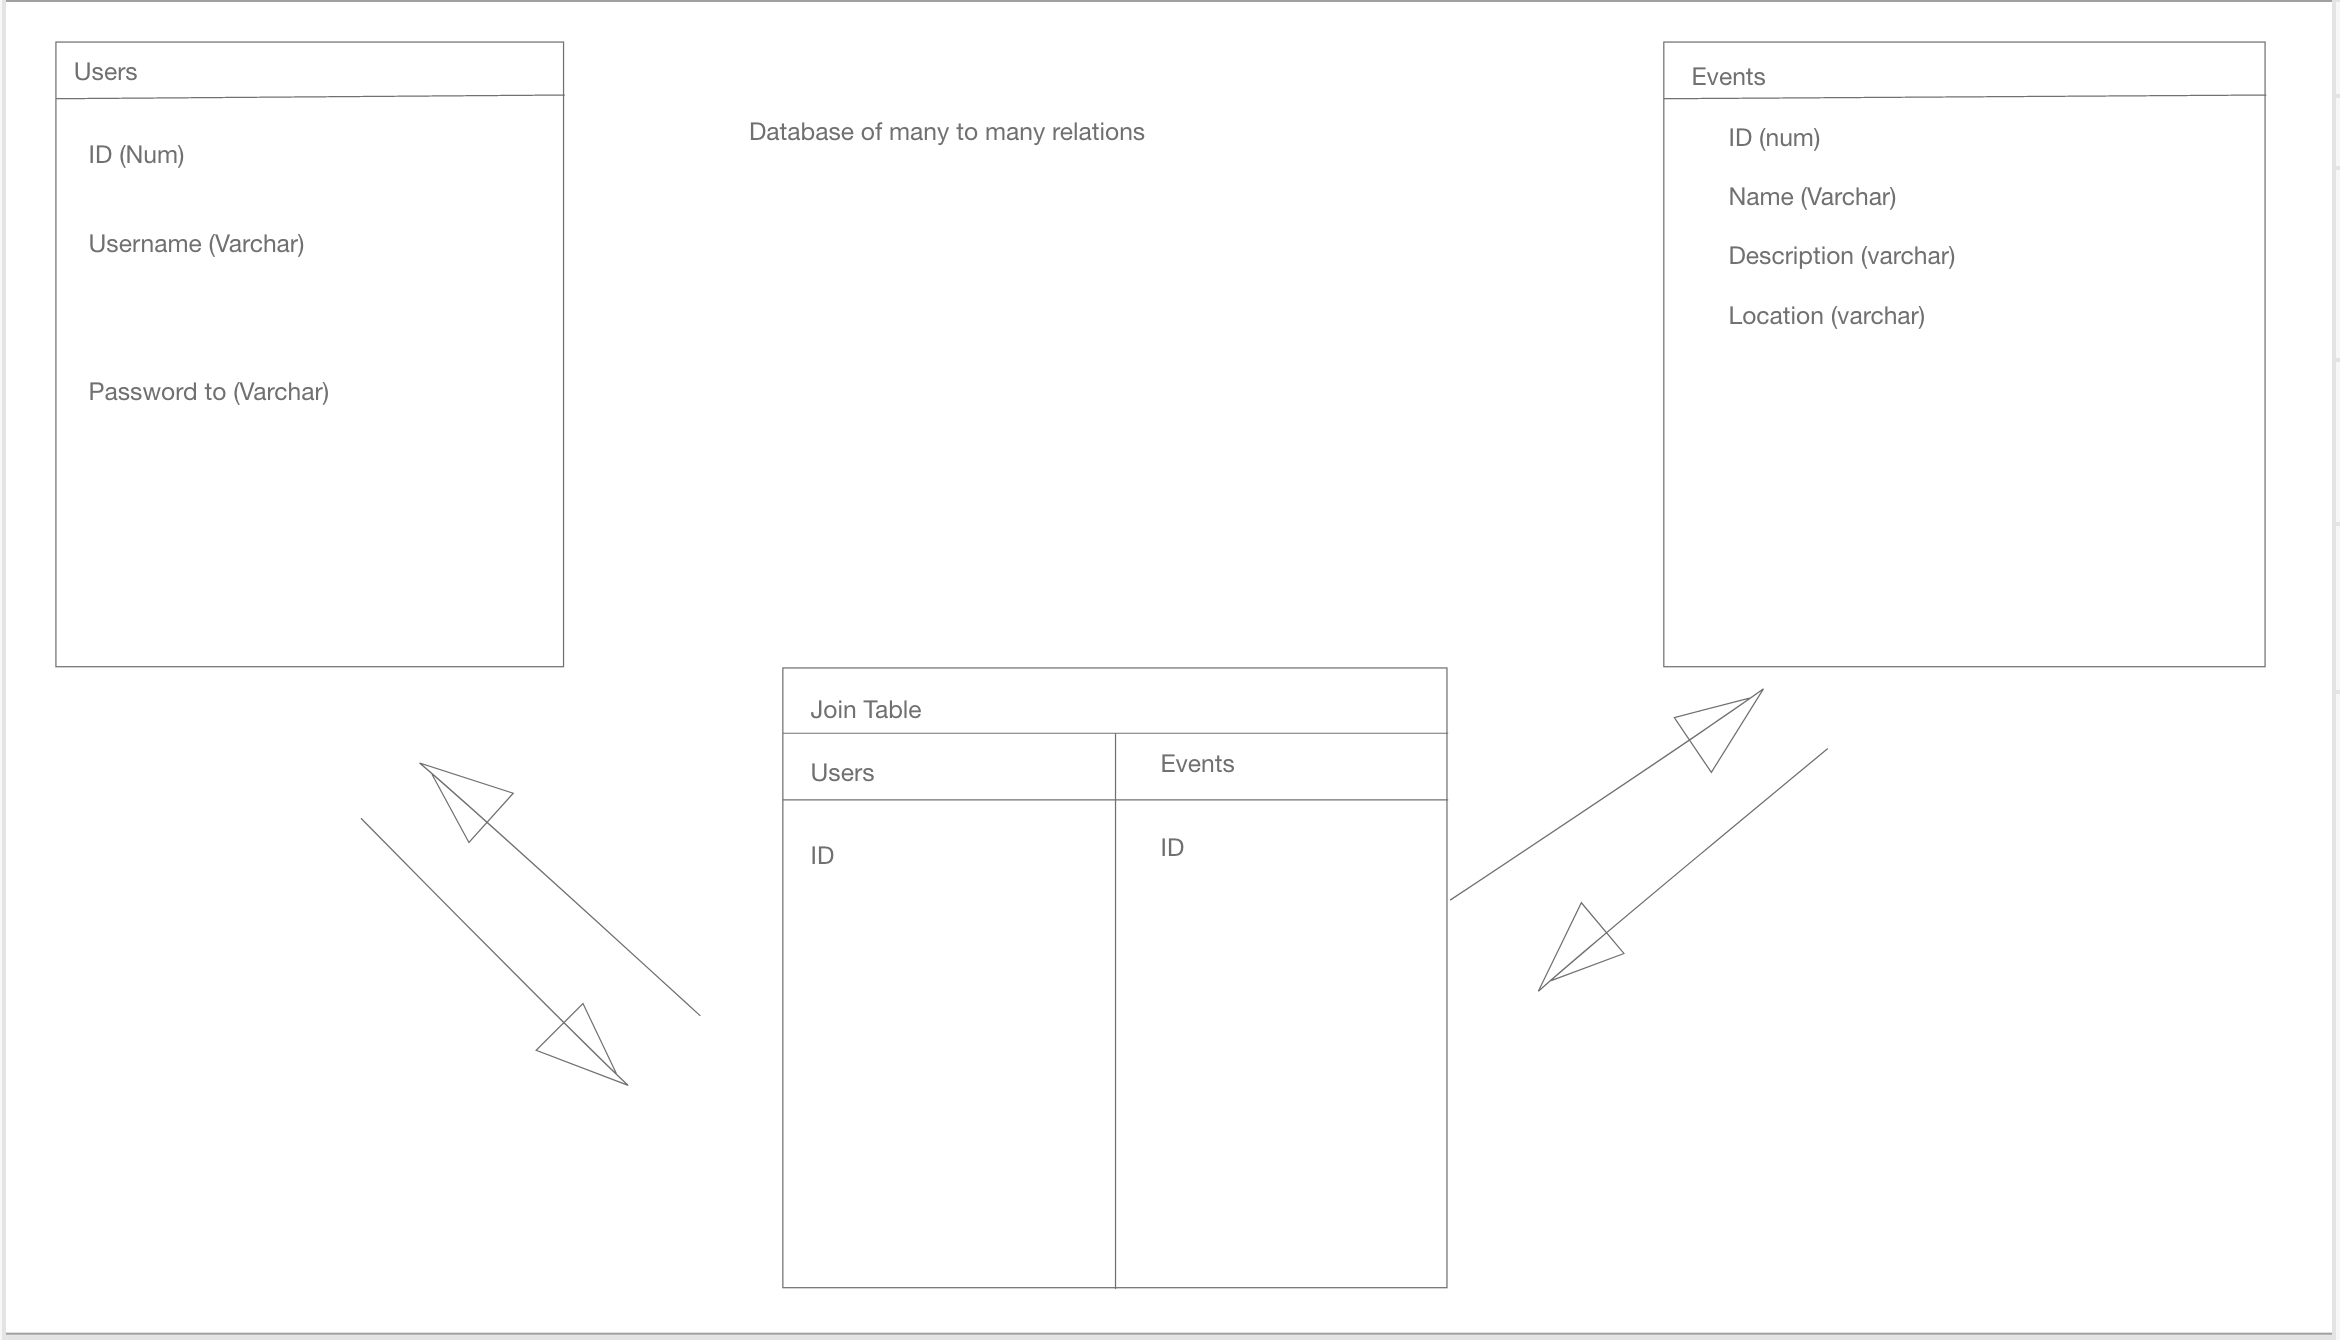 Users
ID (Num)
Username (Varchar)
Password to (Varchar)
Database of many to many relations
Events
ID (num)
Name (Varchar)
Description (varchar)
Location (varchar)
Join Table
Users
Events
ID
ID